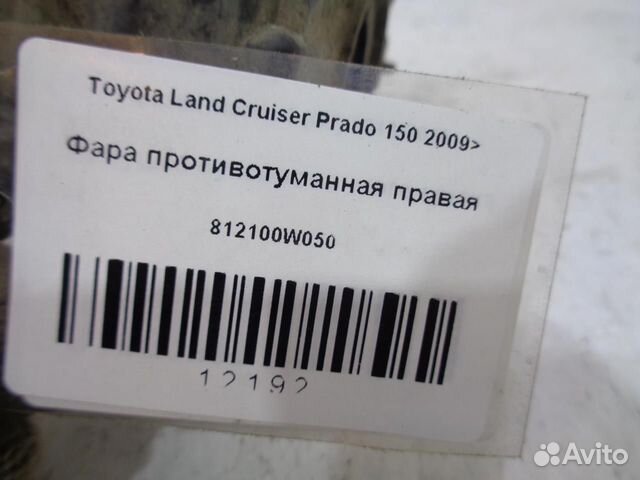 Toyota Land Cruiser Prado 150 2009>
Фара противотуманная правая
812100W050
12192
Avito